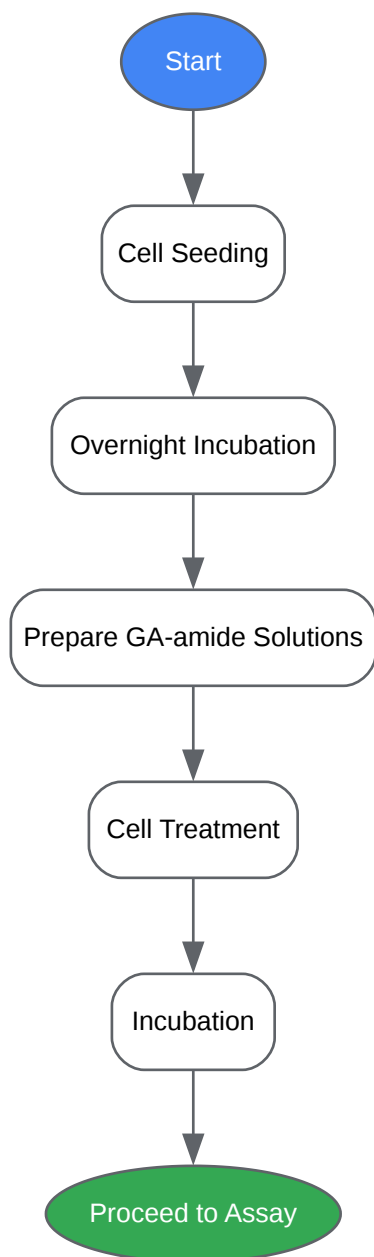 Start
Cell Seeding
Overnight Incubation
Prepare GA-amide Solutions
Cell Treatment
Incubation
Proceed to Assay